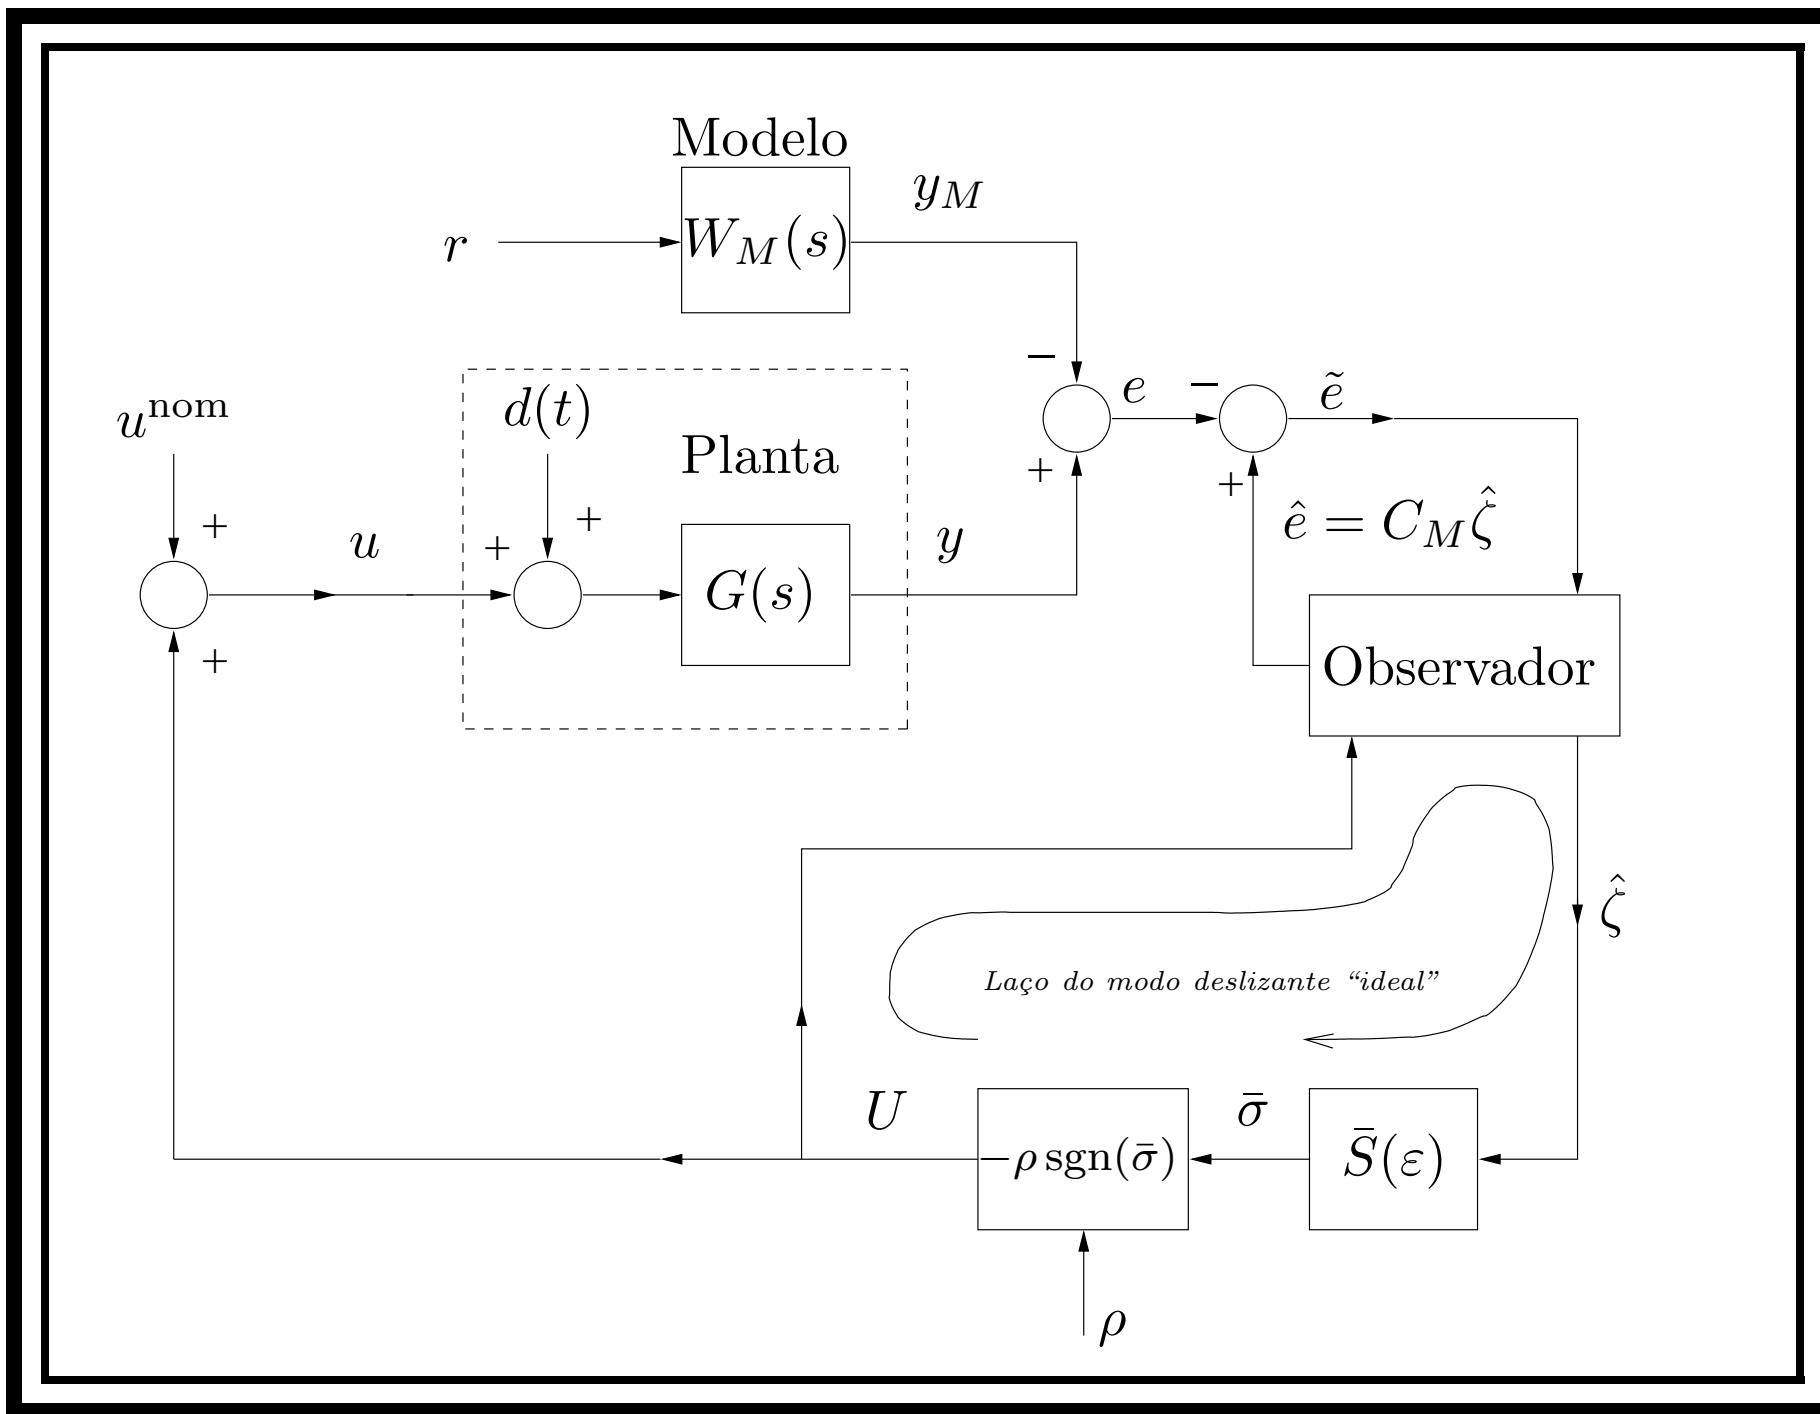 Modelo
y_M
r
W_M(s)
−
u^nom
d(t)
Planta
e
−
ẽ
+
+
+
+
u
+
G(s)
y
ê = C_M ζ̂
+
+
Observador
ζ̂
Laço do modo deslizante “ideal”
U
−ρ sgn(σ̄)
σ̄
S̄(ε)
ρ